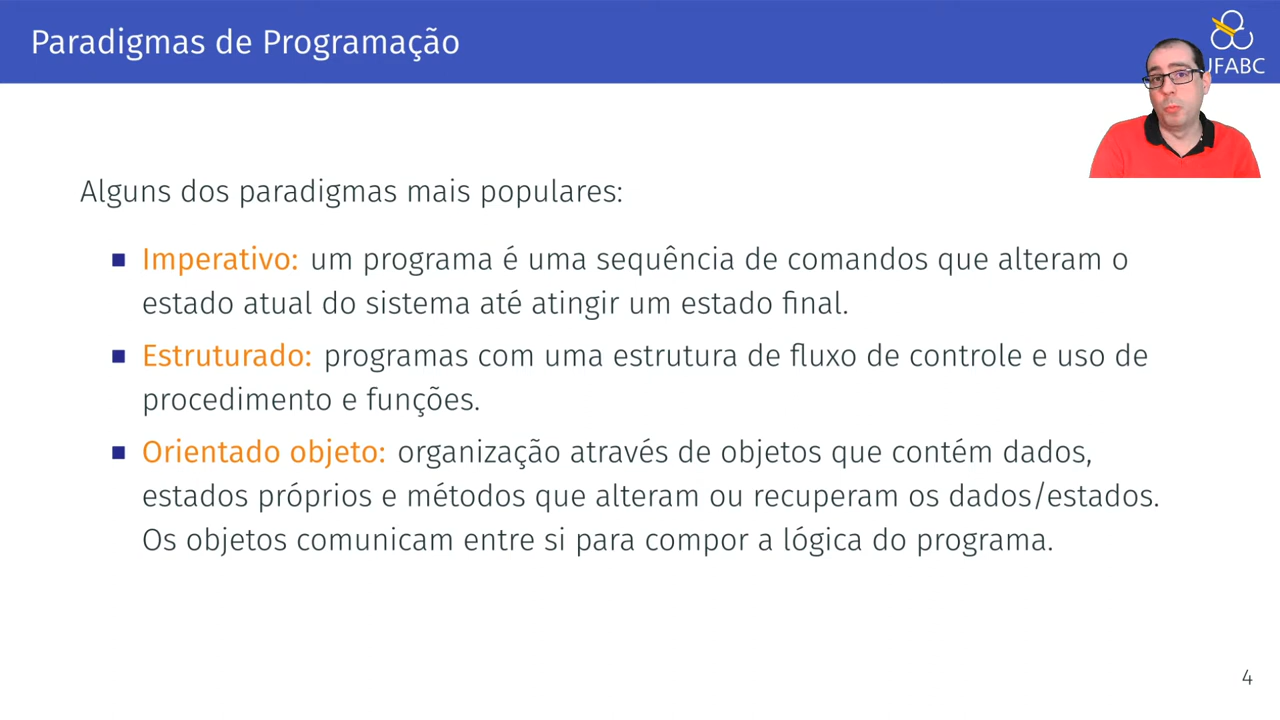 Paradigmas de Programação
UFABC
Alguns dos paradigmas mais populares:
Imperativo: um programa é uma sequência de comandos que alteram o
estado atual do sistema até atingir um estado final.
Estruturado: programas com uma estrutura de fluxo de controle e uso de
procedimento e funções.
Orientado objeto: organização através de objetos que contém dados,
estados próprios e métodos que alteram ou recuperam os dados/estados.
Os objetos comunicam entre si para compor a lógica do programa.
4